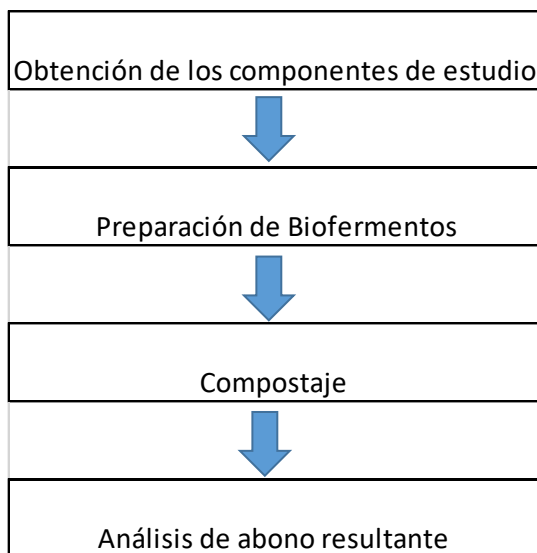 Obtención de los componentes de estudio
Preparación de Biofermentos
Compostaje
Análisis de abono resultante